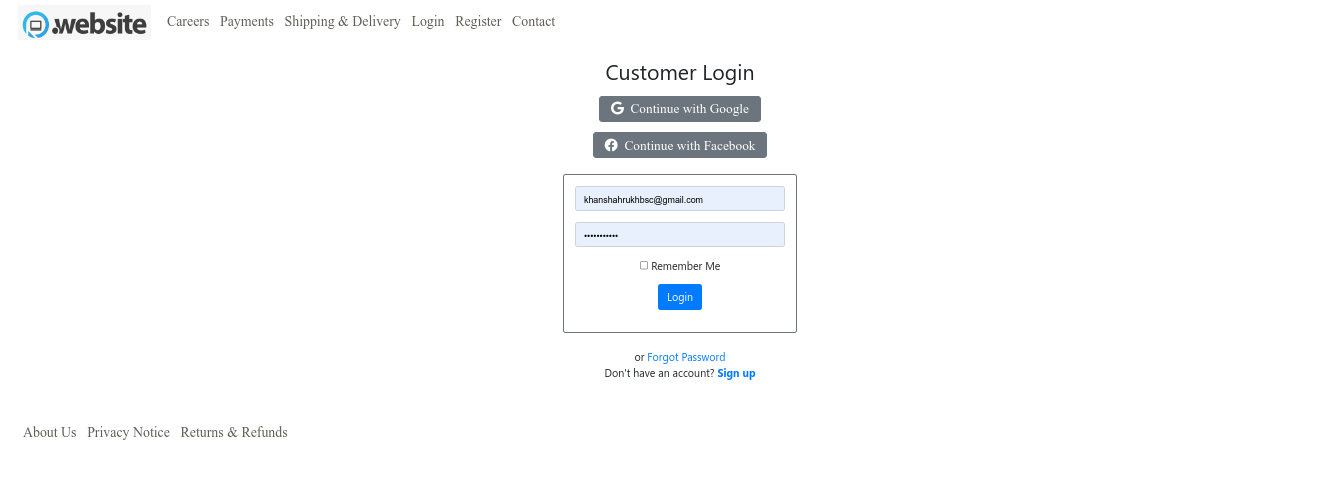 .website Careers Payments Shipping & Delivery Login Register Contact
Customer Login
Continue with Google
Continue with Facebook
khanshahrukhbsc@gmail.com
•••••••••••
Remember Me
Login
or Forgot Password
Don't have an account? Sign up
About Us Privacy Notice Returns & Refunds